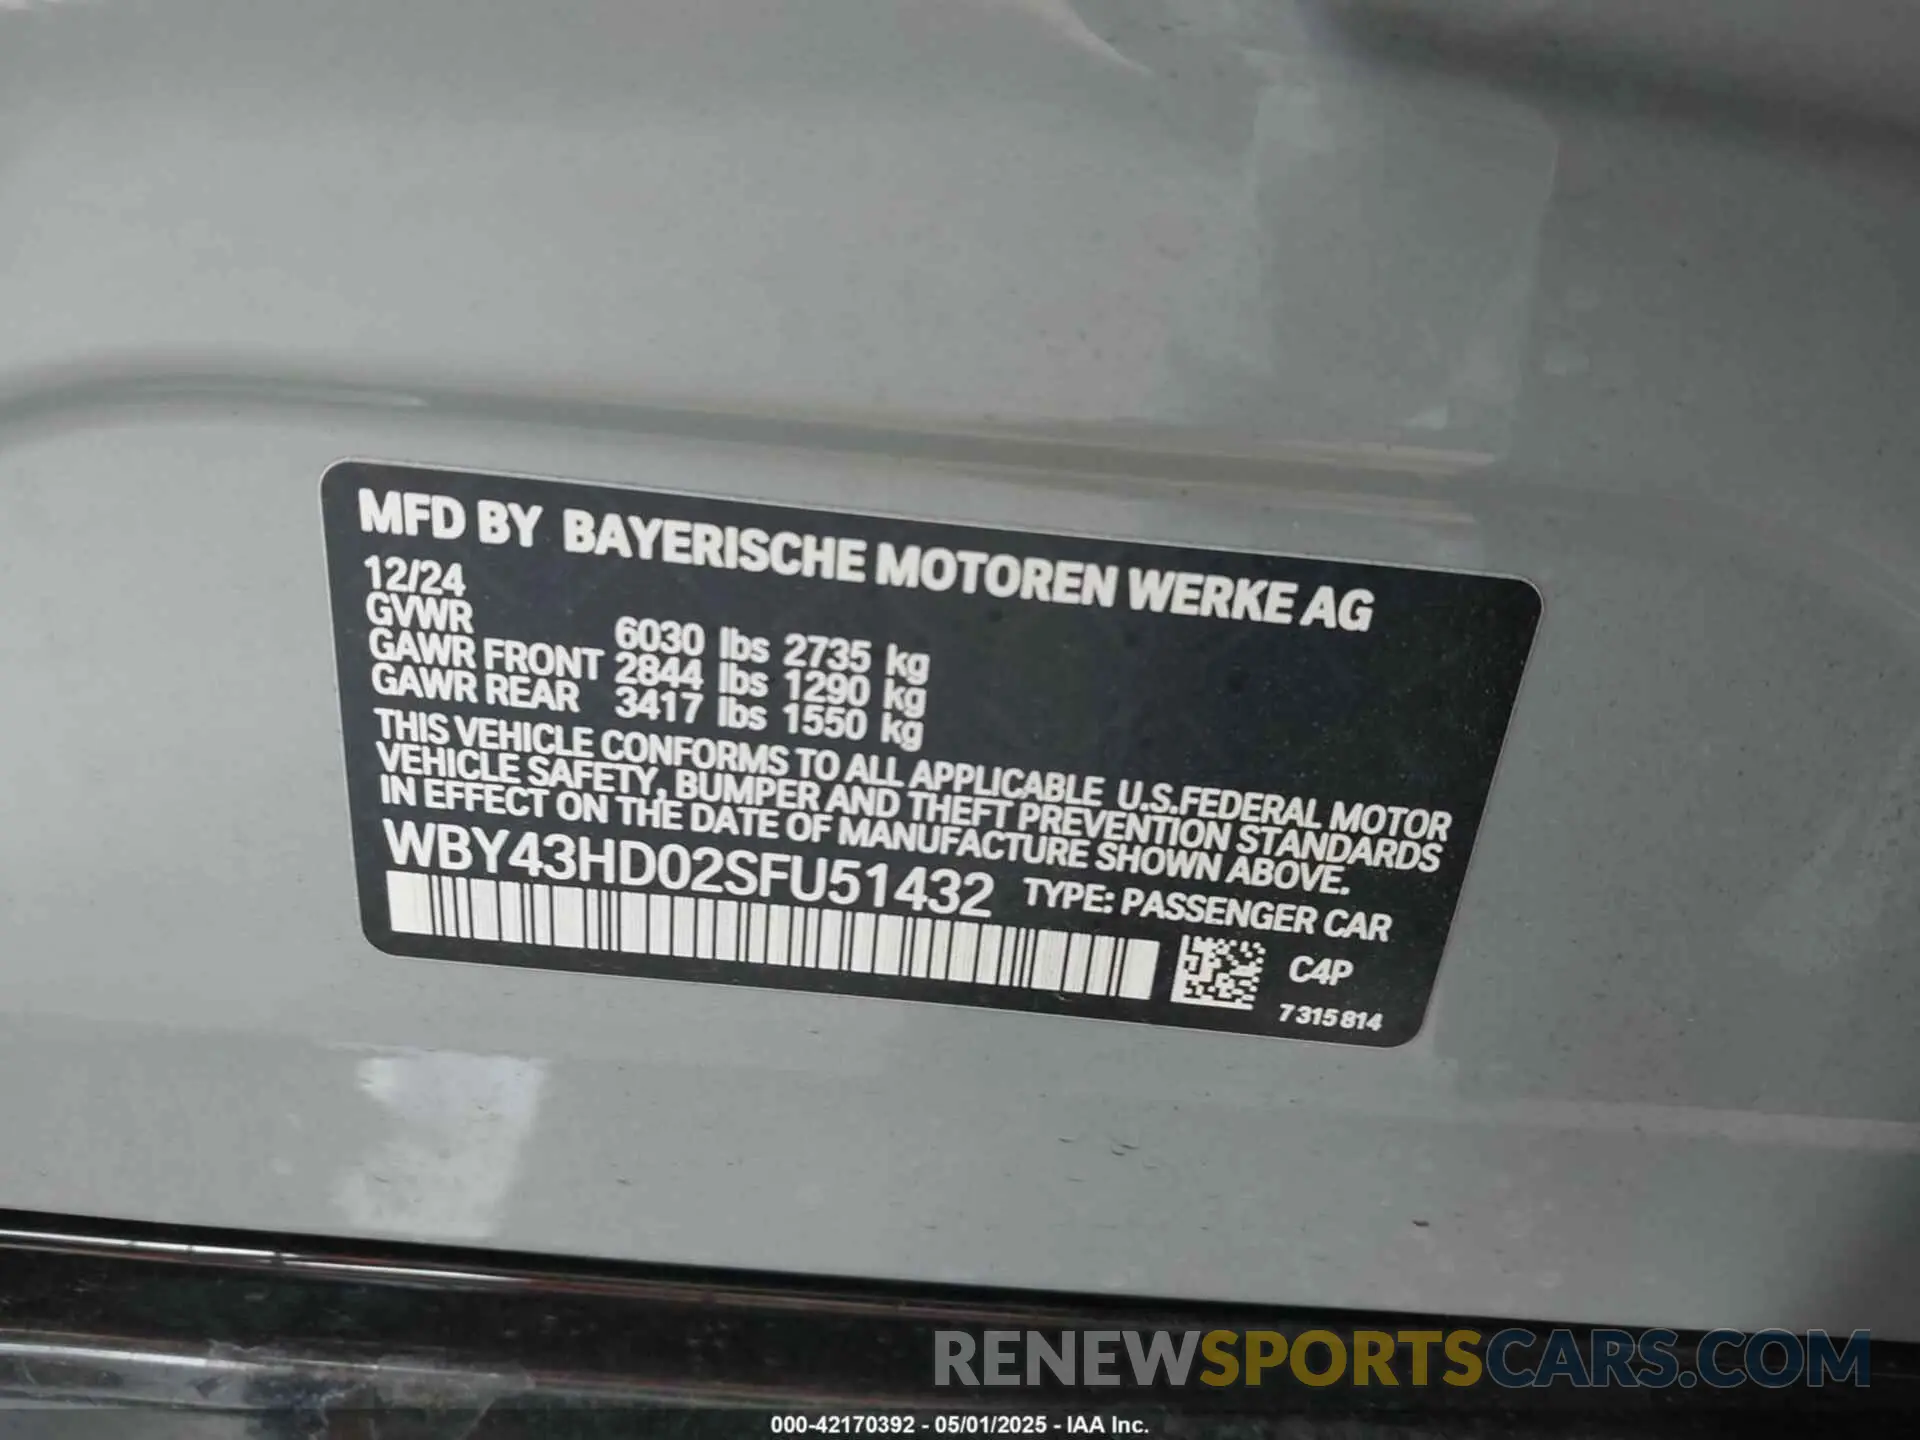 MFD BY BAYERISCHE MOTOREN WERKE AG
12/24
GVWR 6030 lbs 2735 kg
GAWR FRONT 2844 lbs 1290 kg
GAWR REAR 3417 lbs 1550 kg
THIS VEHICLE CONFORMS TO ALL APPLICABLE U.S.FEDERAL MOTOR
VEHICLE SAFETY, BUMPER AND THEFT PREVENTION STANDARDS
IN EFFECT ON THE DATE OF MANUFACTURE SHOWN ABOVE.
WBY43HD02SFU51432 TYPE: PASSENGER CAR
C4P
7 315 814
RENEWSPORTSCARS.COM
000-42170392 - 05/01/2025 - IAA Inc.